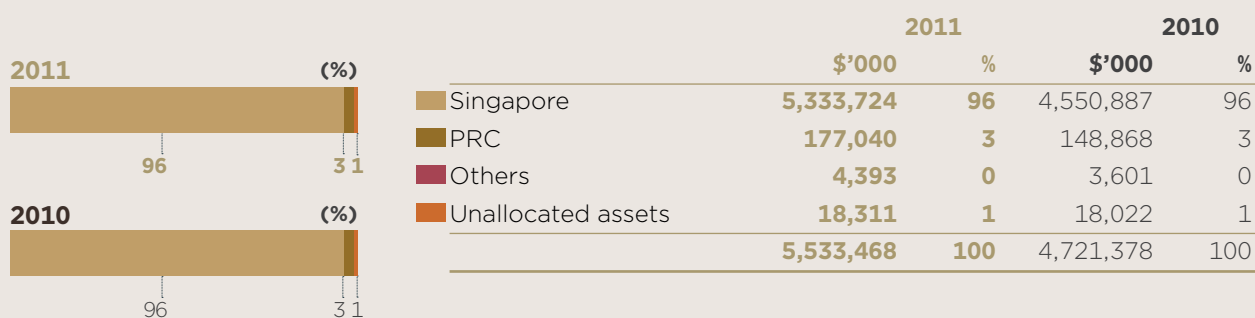 2011 (%)
96 3 1
2010 (%)
96 3 1
2011 2010
$'000 % $'000 %
Singapore 5,333,724 96 4,550,887 96
PRC 177,040 3 148,868 3
Others 4,393 0 3,601 0
Unallocated assets 18,311 1 18,022 1
5,533,468 100 4,721,378 100